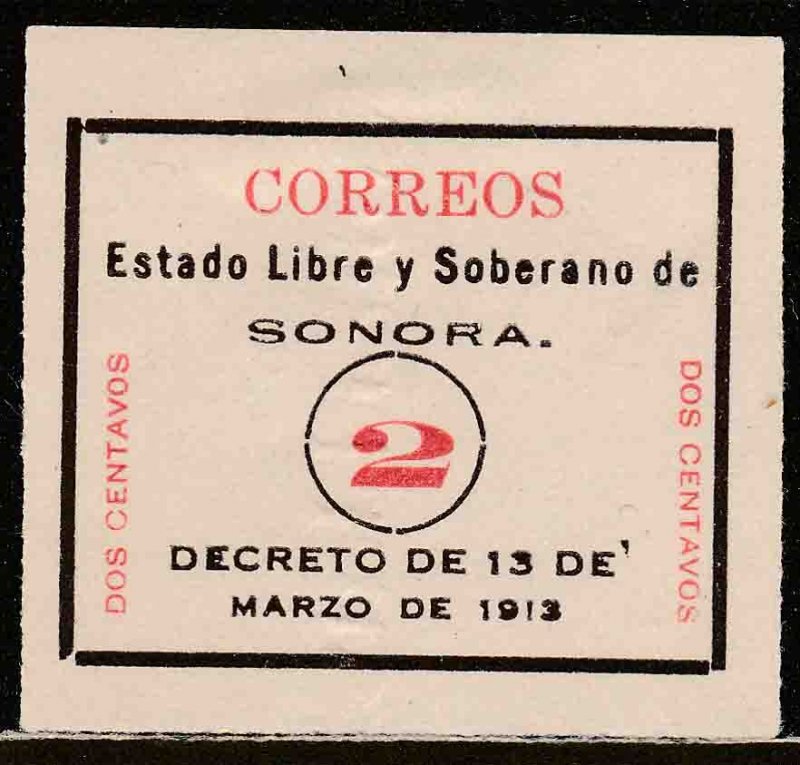 CORREOS
Estado Libre y Soberano de
SONORA.
DOS CENTAVOS
2
DOS CENTAVOS
DECRETO DE 13 DE'
MARZO DE 1913